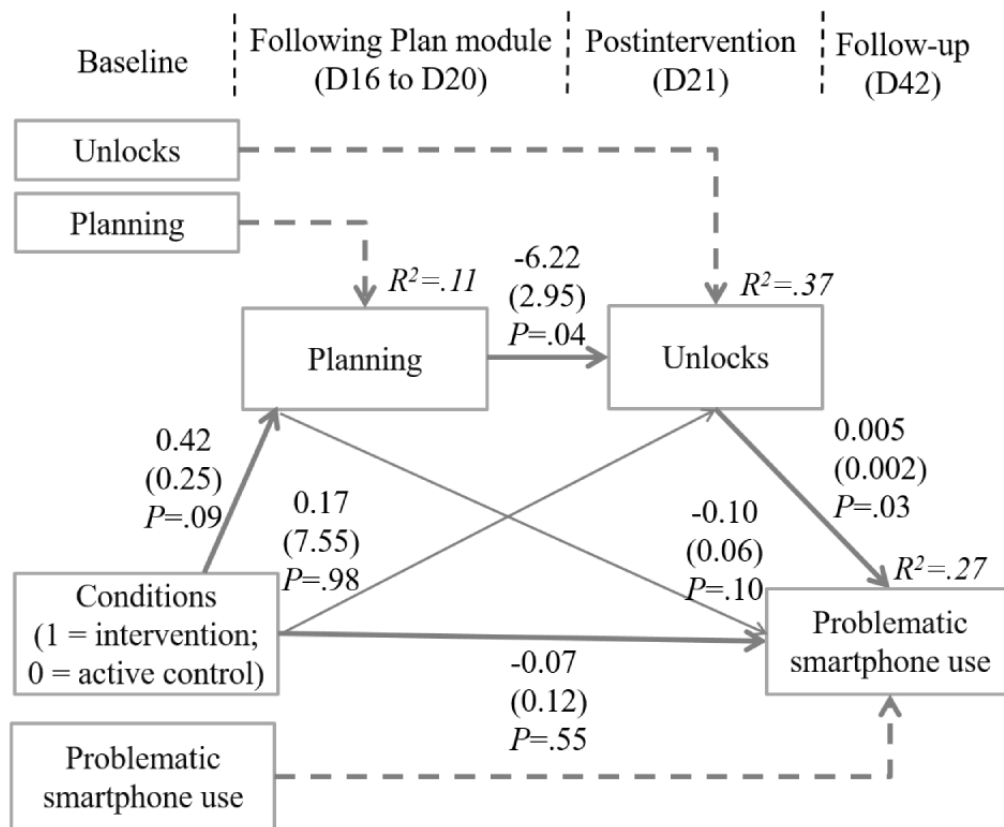 Baseline
Following Plan module
(D16 to D20)
Postintervention
(D21)
Follow-up
(D42)
Unlocks
Planning
R²=.11
-6.22
(2.95)
P=.04
R²=.37
Planning
Unlocks
0.42
(0.25)
P=.09
0.17
(7.55)
P=.98
-0.10
(0.06)
P=.10
0.005
(0.002)
P=.03
R²=.27
Conditions
(1 = intervention;
0 = active control)
Problematic
smartphone use
-0.07
(0.12)
P=.55
Problematic
smartphone use